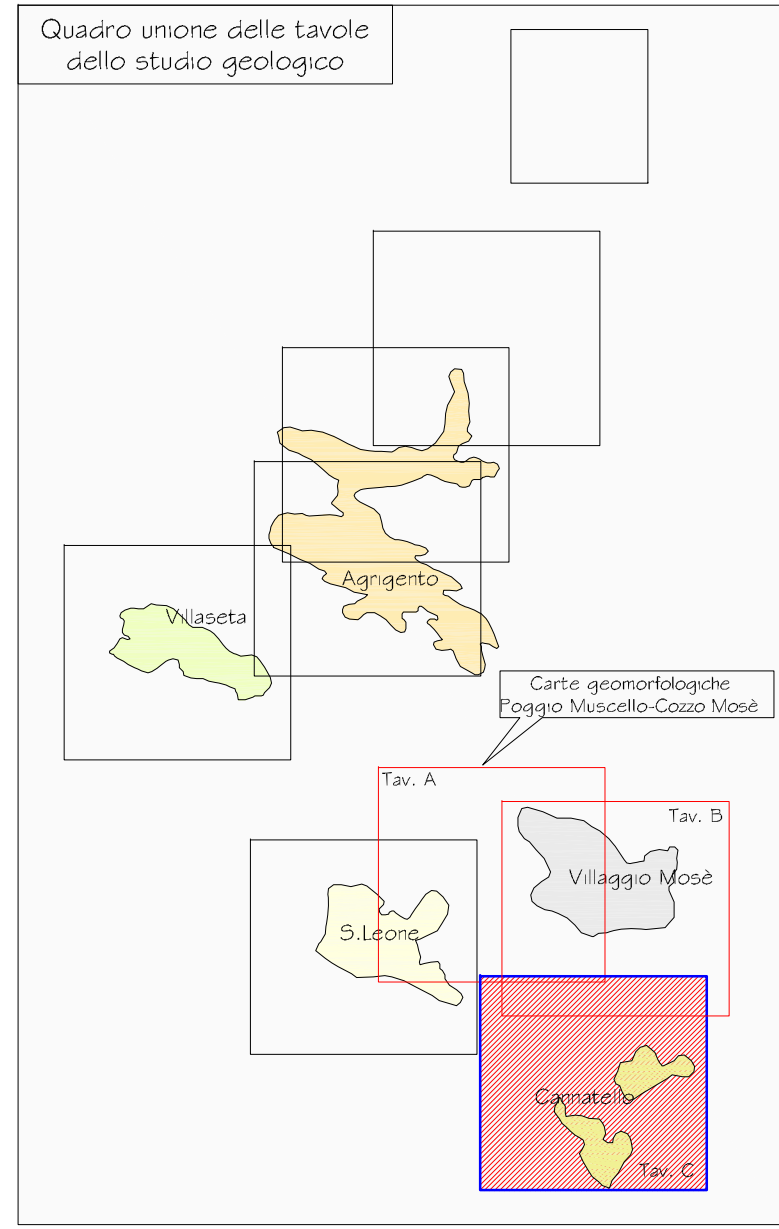 Quadro unione delle tavole
dello studio geologico
Agrigento
Villaseta
Carte geomorfologiche
Poggio Muscello-Cozzo Mosè
Tav. A
Tav. B
Villaggio Mosè
S.Leone
Cannatello
Tav. C